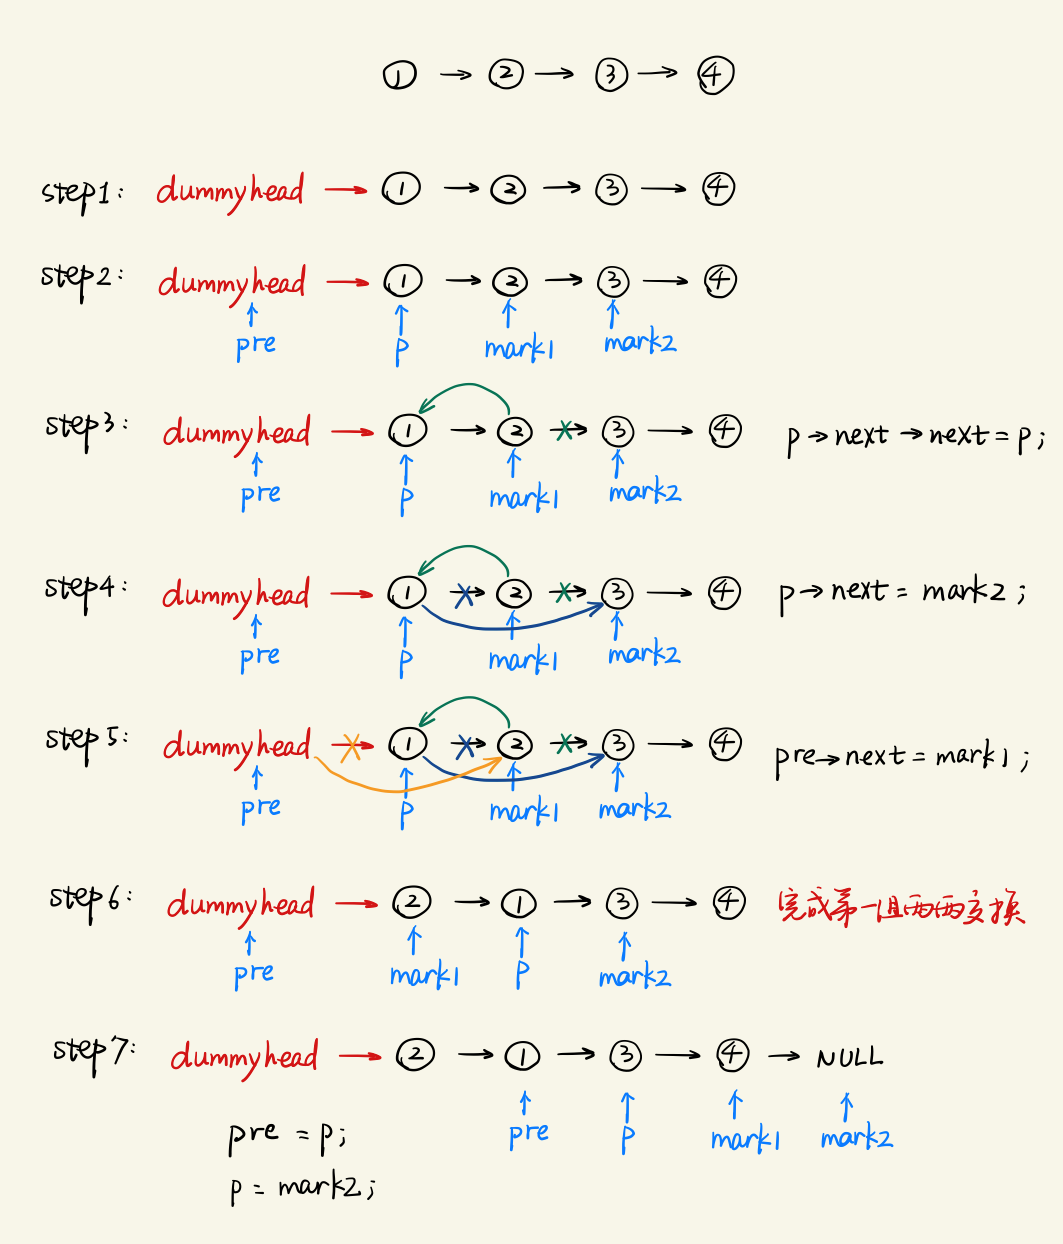 ① → ② → ③ → ④
step1: dummyhead → ① → ② → ③ → ④
step2: dummyhead → ① → ② → ③ → ④
pre p mark1 mark2
step3: dummyhead → ① → ② → ③ → ④ p→next→next=p;
pre p mark1 mark2
step4: dummyhead → ① → ② → ③ → ④ p→next = mark2;
pre p mark1 mark2
step5: dummyhead → ① → ② → ③ → ④ pre→next=mark1;
pre p mark1 mark2
step6: dummyhead → ② → ① → ③ → ④ 完成第一组两两交换
pre mark1 p mark2
step7: dummyhead → ② → ① → ③ → ④ → NULL
pre p mark1 mark2
pre = p;
p = mark2;